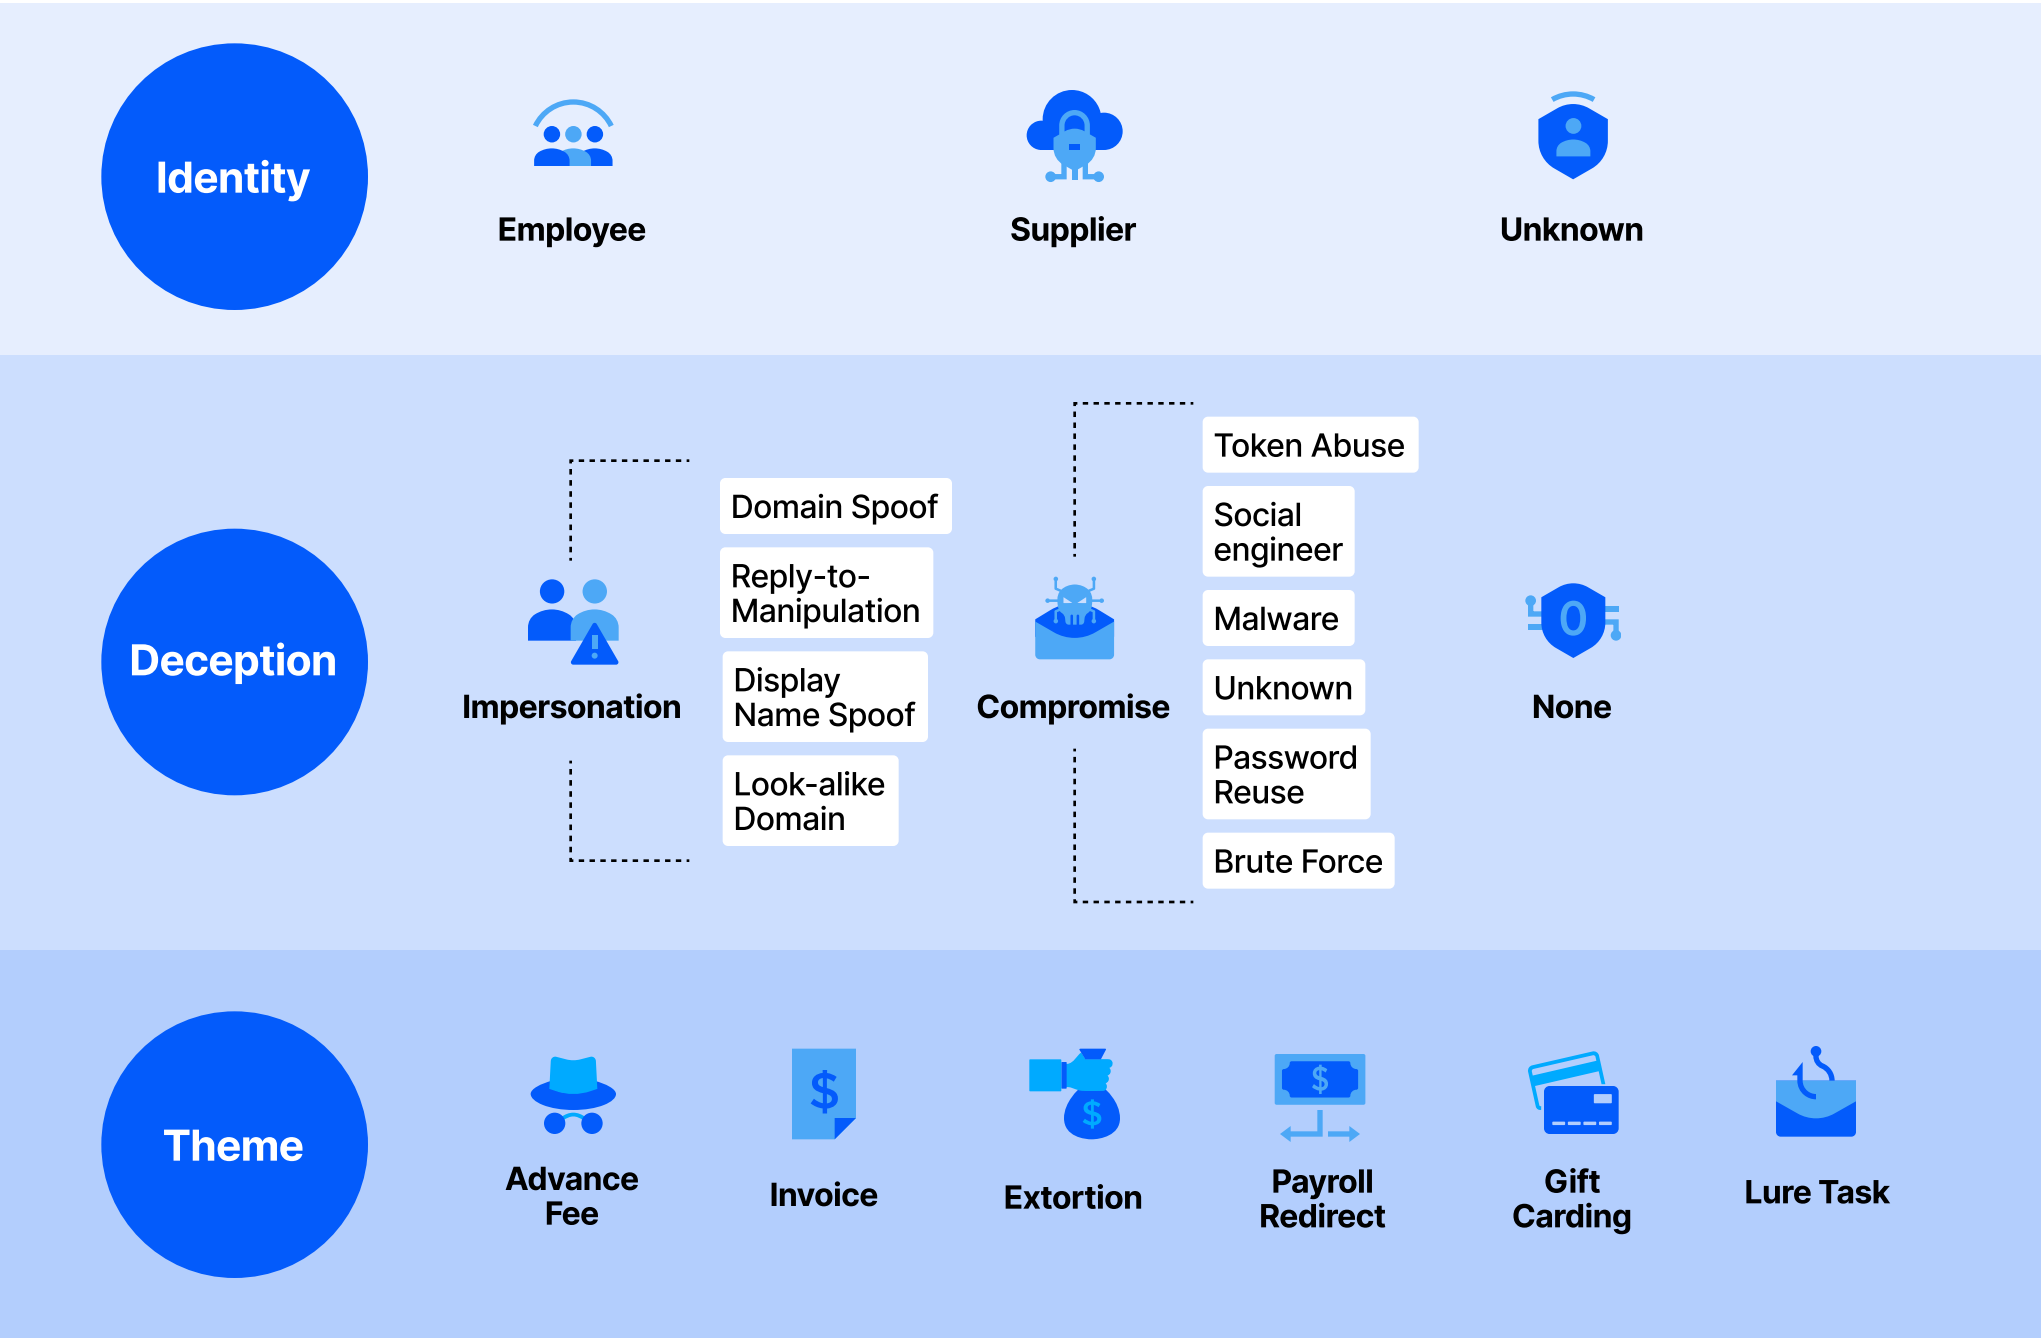 Identity
Employee
Supplier
Unknown
Deception
Impersonation
Domain Spoof
Reply-to-
Manipulation
Display
Name Spoof
Look-alike
Domain
Compromise
Token Abuse
Social
engineer
Malware
Unknown
Password
Reuse
Brute Force
0
None
Theme
Advance
Fee
$
Invoice
$
Extortion
$
Payroll
Redirect
Gift
Carding
Lure Task